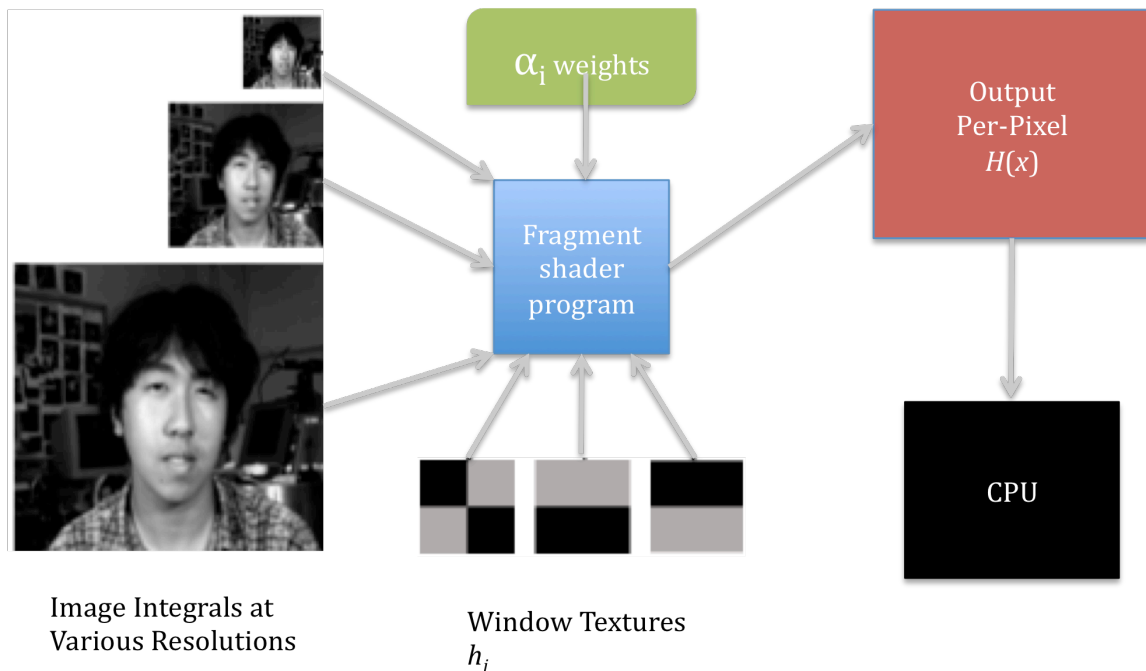 αi weights
Output
Per-Pixel
H(x)
Fragment
shader
program
CPU
Image Integrals at
Various Resolutions
Window Textures
hi